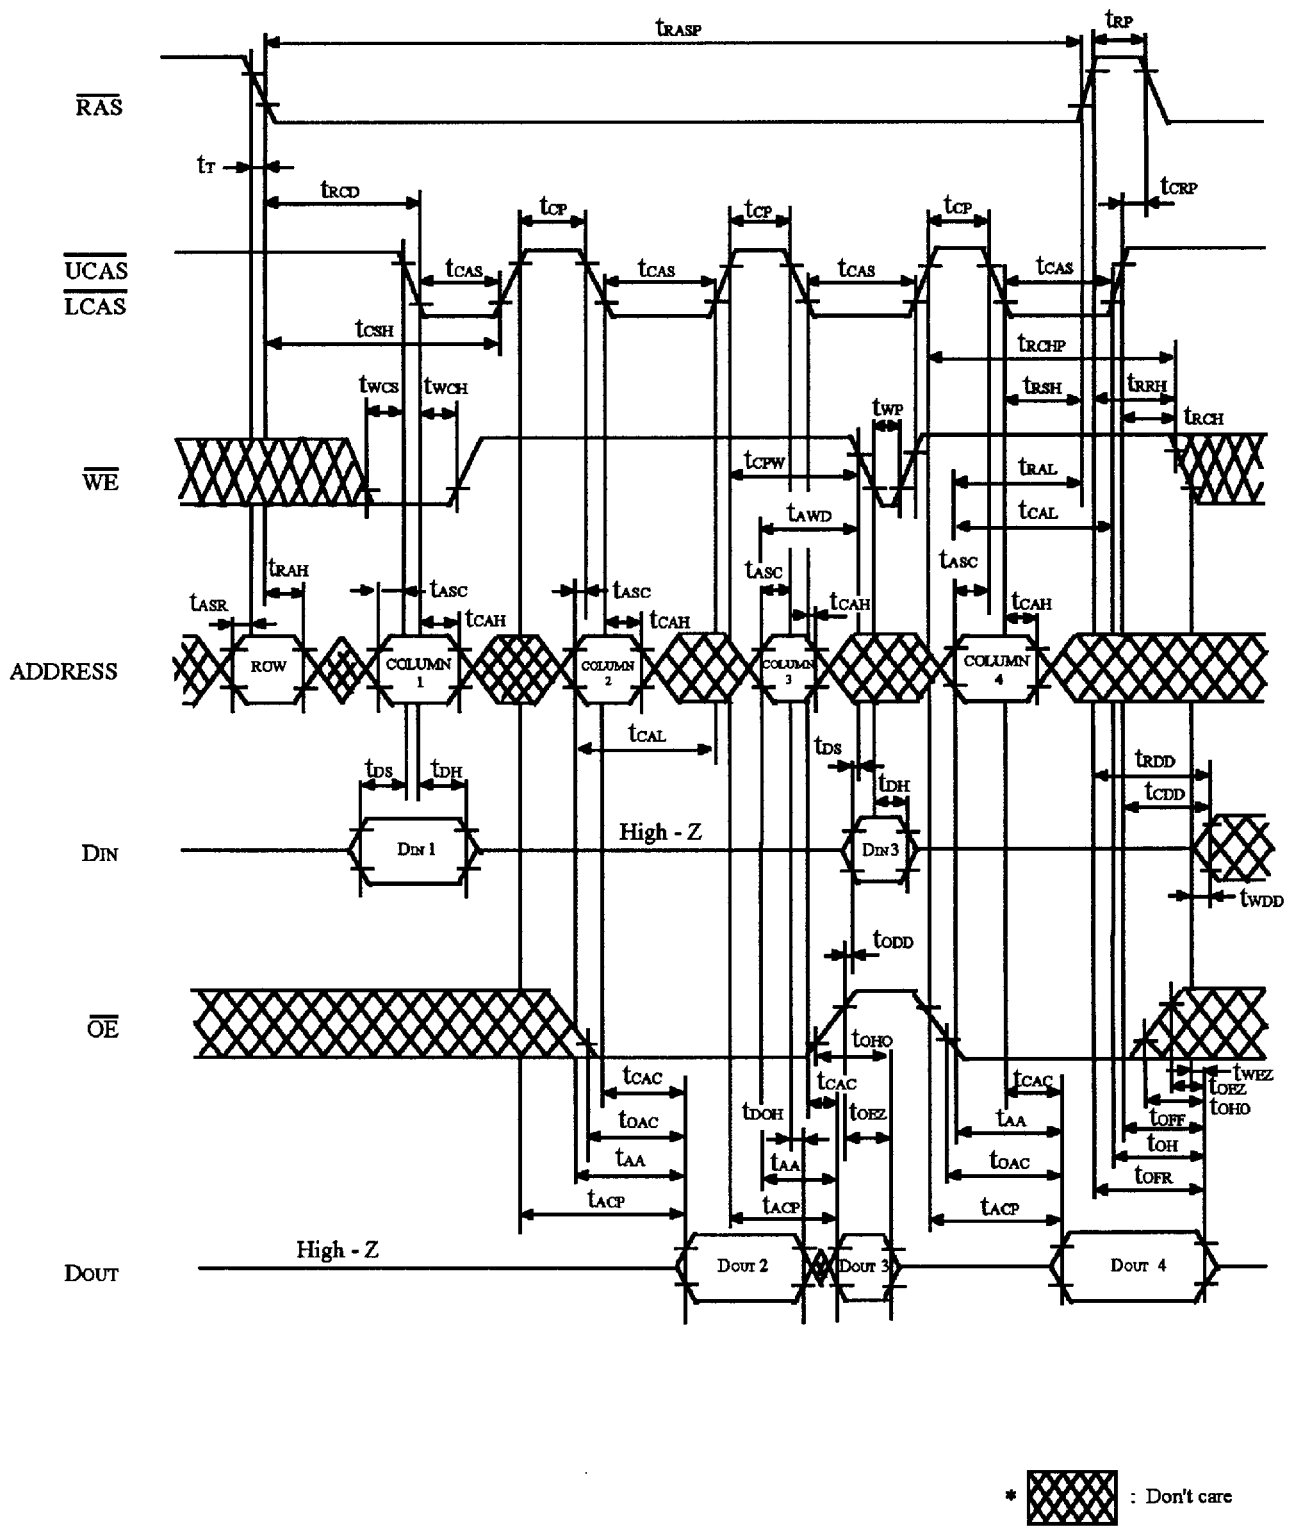 tRASP
tRP
RAS
tT
tRCD
tCRP
tCP
tCP
tCP
UCAS
LCAS
tCAS
tCAS
tCAS
tCAS
tCSH
tRCHP
tWCS
tWCH
tRSH
tRRH
tWP
tRCH
WE
tCPW
tRAL
tAWD
tCAL
tRAH
tASC
tASC
tASC
tASC
tASR
tCAH
tCAH
tCAH
tCAH
ADDRESS
ROW
COLUMN 1
COLUMN 2
COLUMN 3
COLUMN 4
tCAL
tDS
tRDD
tDS
tDH
tDH
tCDD
DIN
DIN 1
High - Z
DIN 3
tWDD
tODD
OE
tOHO
tCAC
tCAC
tCAC
tWEZ
tOEZ
tOHO
tOAC
tDOH
tOEZ
tAA
tOFF
tOH
tAA
tAA
tOAC
tOFR
tACP
tACP
tACP
High - Z
DOUT
DOUT 2
DOUT 3
DOUT 4
* : Don't care